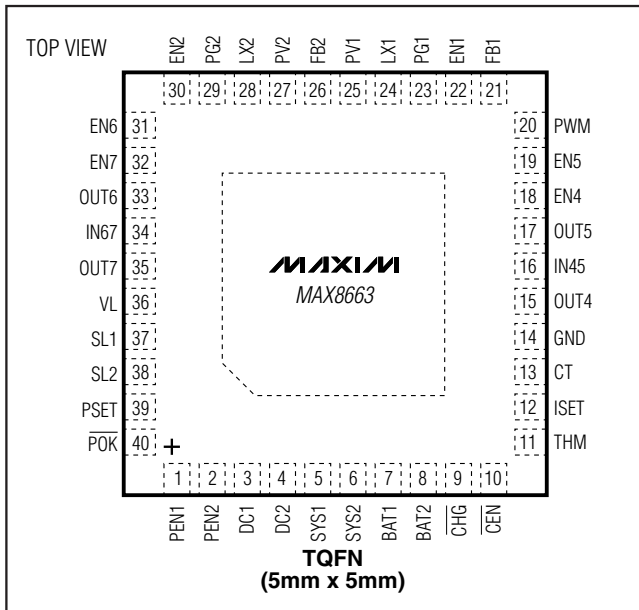 TOP VIEW
EN2 PG2 LX2 PV2 FB2 PV1 LX1 PG1 EN1 FB1
30 29 28 27 26 25 24 23 22 21
EN6 31
EN7 32
OUT6 33
IN67 34
OUT7 35
VL 36
SL1 37
SL2 38
PSET 39
POK 40
+
MAXIM
MAX8663
20 PWM
19 EN5
18 EN4
17 OUT5
16 IN45
15 OUT4
14 GND
13 CT
12 ISET
11 THM
1 2 3 4 5 6 7 8 9 10
PEN1 PEN2 DC1 DC2 SYS1 SYS2 BAT1 BAT2 CHG CEN
TQFN
(5mm x 5mm)